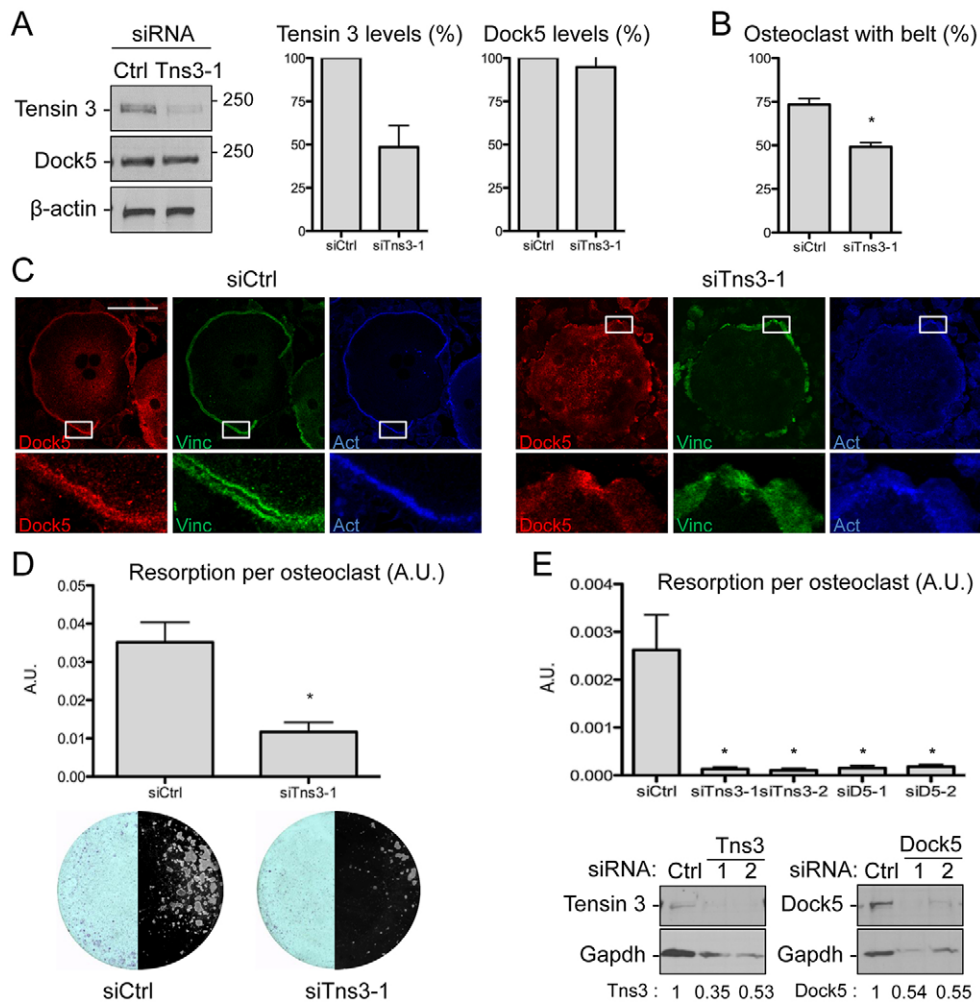 A
siRNA
Ctrl Tns3-1
Tensin 3
250
Dock5
250
β-actin
Tensin 3 levels (%)
100
75
50
25
0
siCtrl siTns3-1
Dock5 levels (%)
100
75
50
25
0
siCtrl siTns3-1
B
Osteoclast with belt (%)
100
75
50
25
0
*
siCtrl siTns3-1
C
siCtrl
Dock5 Vinc Act
Dock5 Vinc Act
siTns3-1
Dock5 Vinc Act
Dock5 Vinc Act
D
Resorption per osteoclast (A.U.)
A.U.
0.05
0.04
0.03
0.02
0.01
0.00
*
siCtrl siTns3-1
siCtrl siTns3-1
E
Resorption per osteoclast (A.U.)
A.U.
0.004
0.003
0.002
0.001
0.000
* * * *
siCtrl siTns3-1 siTns3-2 siD5-1 siD5-2
Tns3
siRNA: Ctrl 1 2
Tensin 3
Gapdh
Tns3 : 1 0.35 0.53
Dock5
siRNA: Ctrl 1 2
Dock5
Gapdh
Dock5 : 1 0.54 0.55